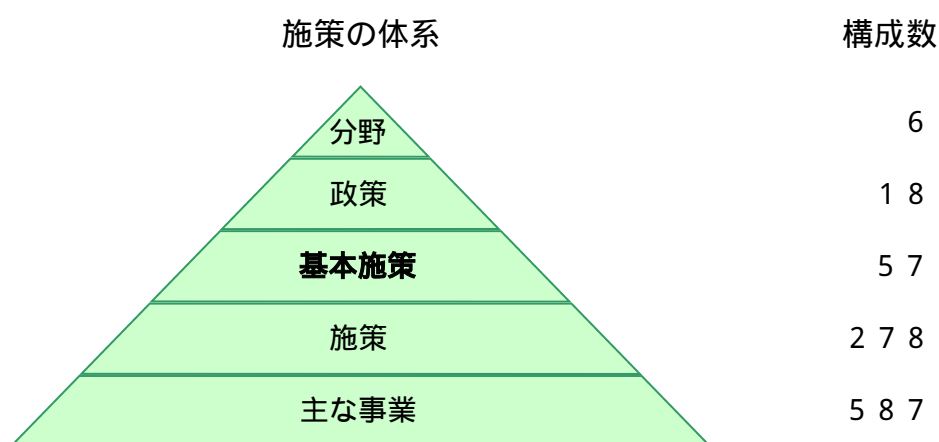 施策の体系 構成数
分野 6
政策 18
基本施策 57
施策 278
主な事業 587